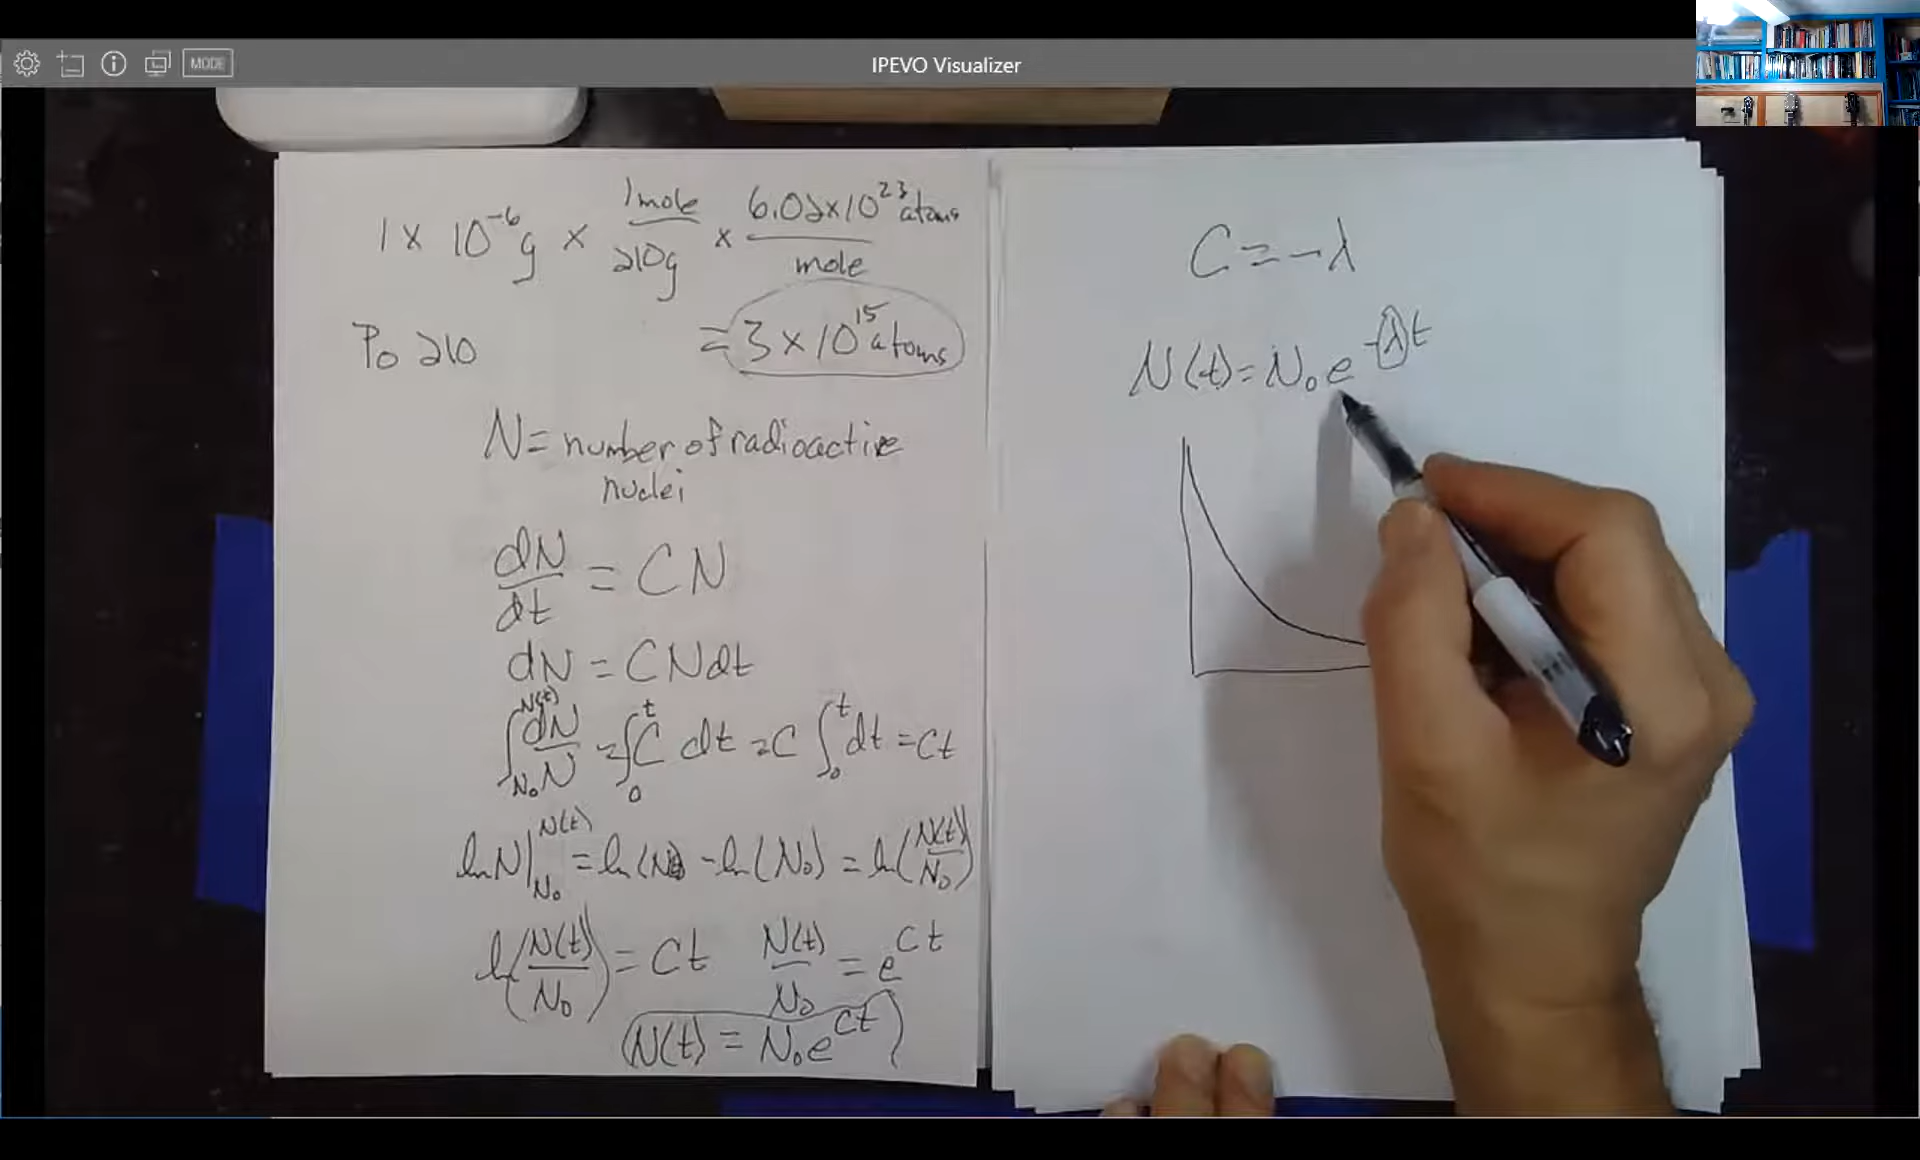 MODE
IPEVO Visualizer
1 × 10^-6 g × 1 mole / 210g × 6.02×10^23 atoms / mole
= 3 × 10^15 atoms
Po 210
N = number of radioactive
nuclei
dN/dt = CN
dN = CNdt
∫_{N₀}^{N(t)} dN/N = ∫_0^t C dt = C ∫_0^t dt = Ct
ln N |_{N₀}^{N(t)} = ln(N) - ln(N₀) = ln(N(t)/N₀)
ln(N(t)/N₀) = Ct N(t)/N₀ = e^{Ct}
N(t) = N₀e^{Ct}
C = -λ
N(t) = N₀e^{-λt}